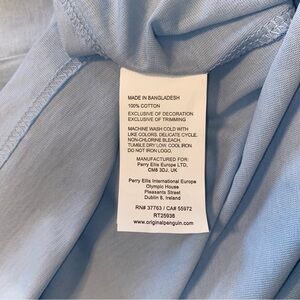 MADE IN BANGLADESH
100% COTTON
EXCLUSIVE OF DECORATION
EXCLUSIVE OF TRIMMING
MACHINE WASH COLD WITH
LIKE COLORS. DELICATE CYCLE.
NON-CHLORINE BLEACH,
TUMBLE DRY LOW. COOL IRON
DO NOT IRON LOGO.
MANUFACTURED FOR:
Perry Ellis Europe LTD,
CM8 3DJ, UK
Perry Ellis International Europe
Olympic House
Pleasants Street
Dublin 8, Ireland
RN# 37763 / CA# 55972
RT25938
www.originalpenguin.com